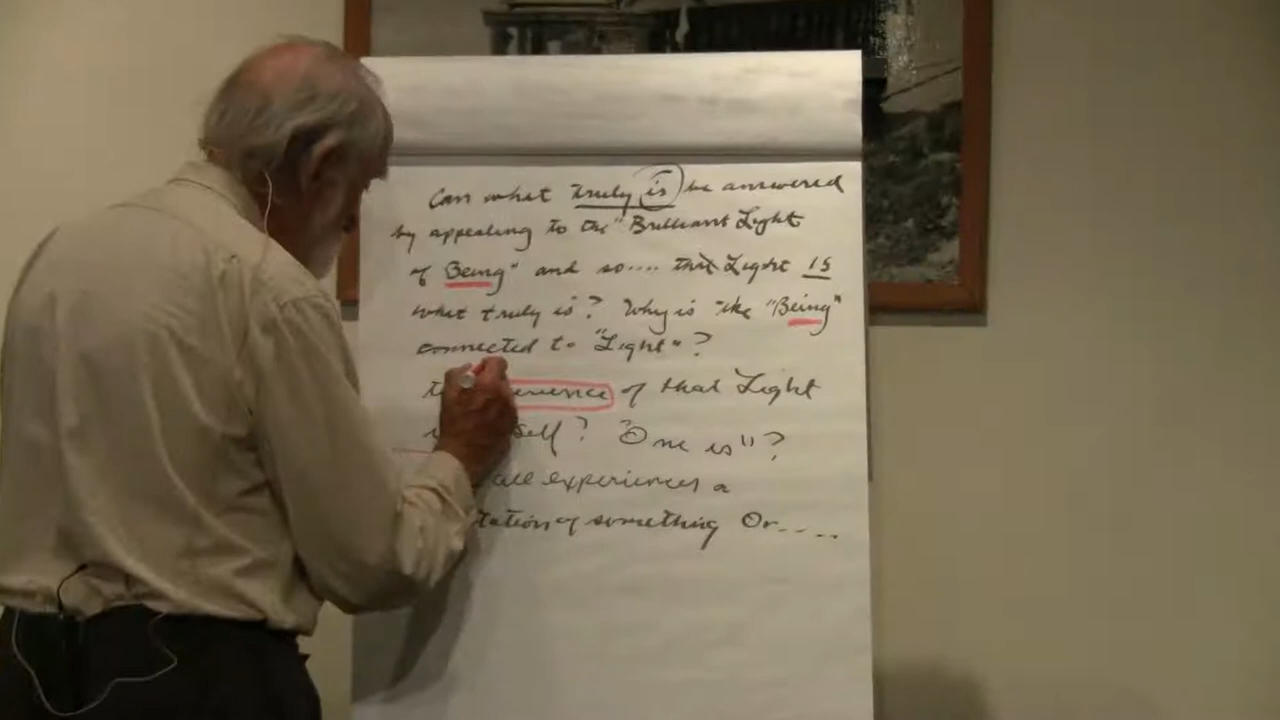 Can what truly is be answered
by appealing to the "Brilliant Light
of Being" and so.... that Light IS
what truly is? Why is the "Being"
connected to "Light"?
of that Light
self? "One is"?
all experiences a
of something Or.....